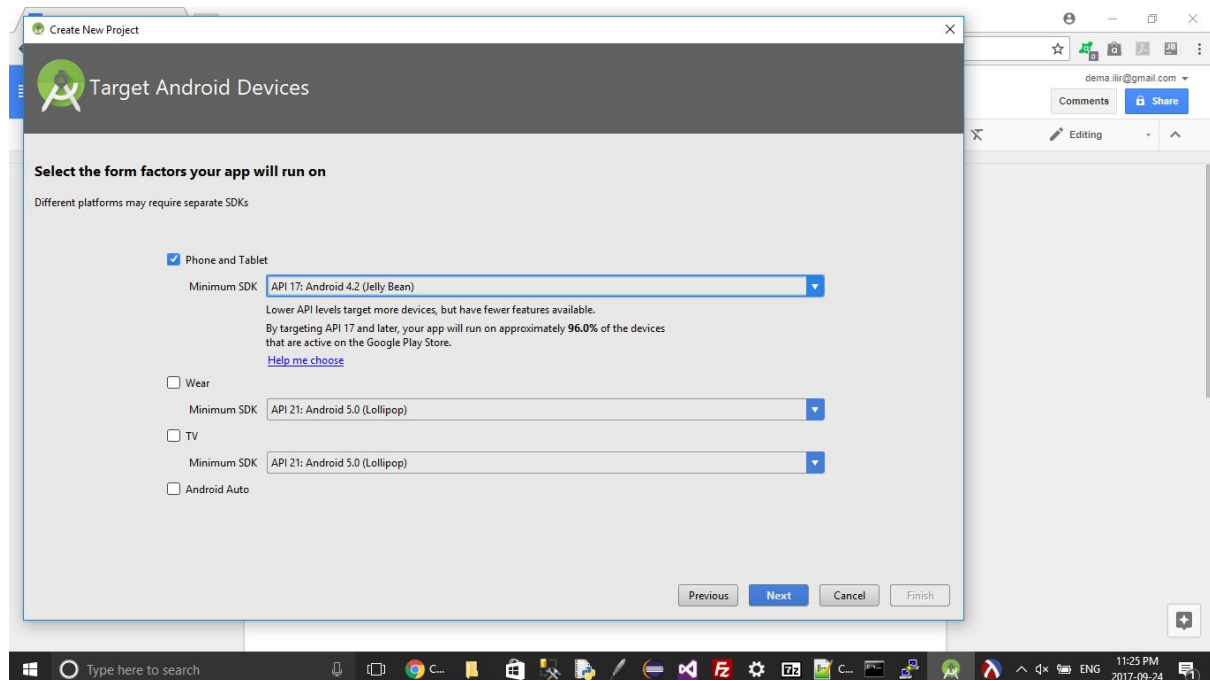 Create New Project
Target Android Devices
dema.ilir@gmail.com
Comments
Share
Editing
Select the form factors your app will run on
Different platforms may require separate SDKs
Phone and Tablet
Minimum SDK API 17: Android 4.2 (Jelly Bean)
Lower API levels target more devices, but have fewer features available.
By targeting API 17 and later, your app will run on approximately 96.0% of the devices
that are active on the Google Play Store.
Help me choose
Wear
Minimum SDK API 21: Android 5.0 (Lollipop)
TV
Minimum SDK API 21: Android 5.0 (Lollipop)
Android Auto
Previous Next Cancel Finish
Type here to search
C...
7z
C...
ENG
11:25 PM
2017-09-24